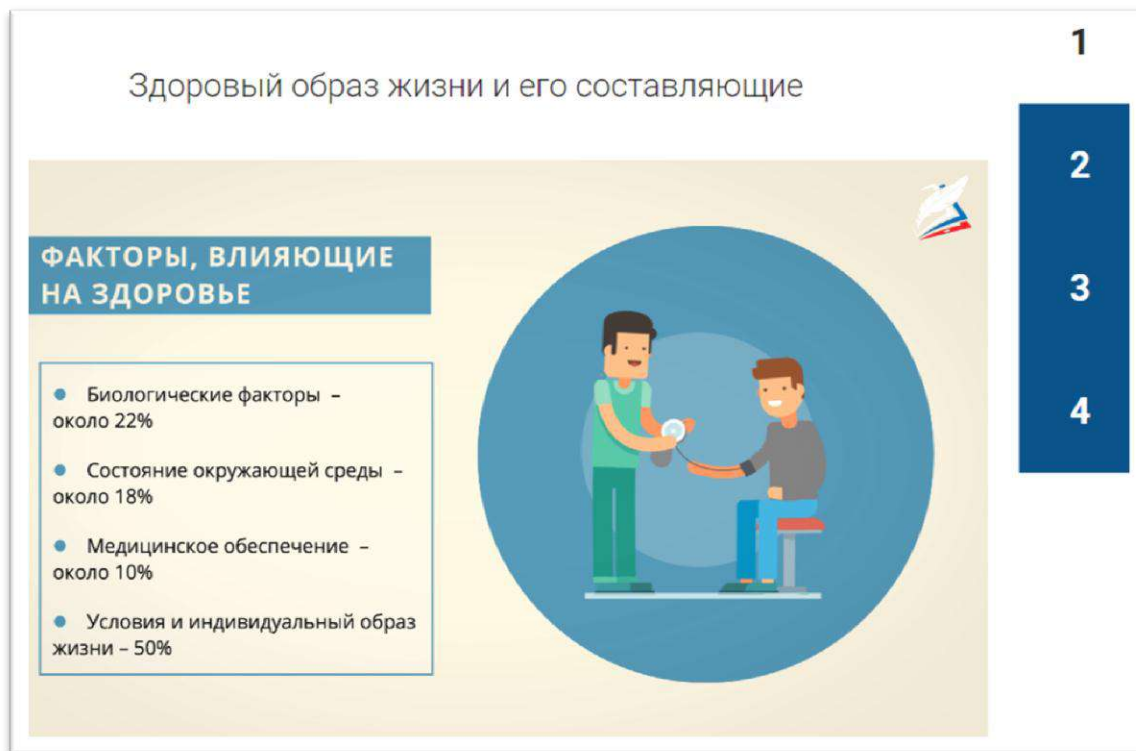 Здоровый образ жизни и его составляющие
1
2
3
4
ФАКТОРЫ, ВЛИЯЮЩИЕ
НА ЗДОРОВЬЕ
● Биологические факторы –
около 22%
● Состояние окружающей среды –
около 18%
● Медицинское обеспечение –
около 10%
● Условия и индивидуальный образ
жизни – 50%